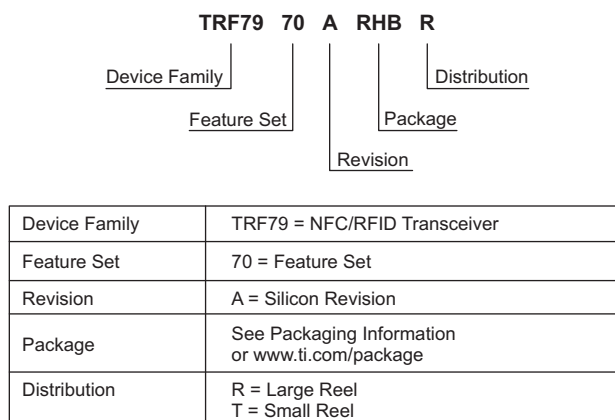 TRF79 70 A RHB R
Device Family
Distribution
Feature Set
Package
Revision
Device Family TRF79 = NFC/RFID Transceiver
Feature Set 70 = Feature Set
Revision A = Silicon Revision
Package See Packaging Information
or www.ti.com/package
Distribution R = Large Reel
T = Small Reel